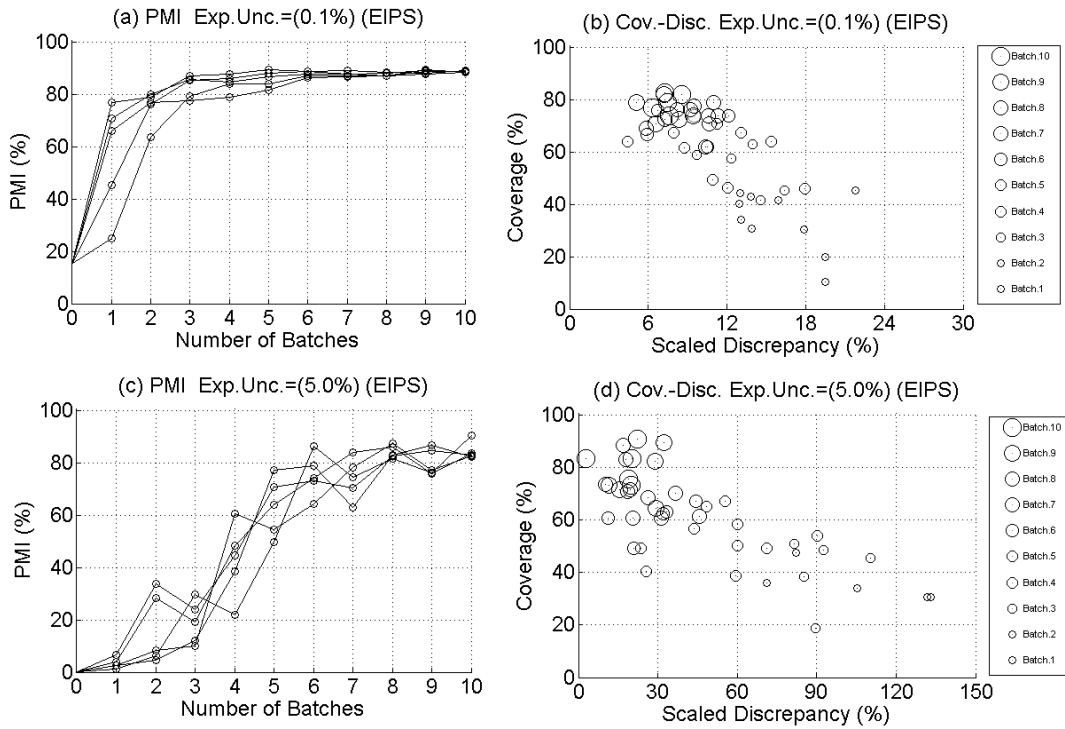 (a) PMI Exp.Unc.=(0.1%) (EIPS)
PMI (%)
100
80
60
40
20
0
0 1 2 3 4 5 6 7 8 9 10
Number of Batches
(b) Cov.-Disc. Exp.Unc.=(0.1%) (EIPS)
Coverage (%)
100
80
60
40
20
0
0 6 12 18 24 30
Scaled Discrepancy (%)
Batch.10
Batch.9
Batch.8
Batch.7
Batch.6
Batch.5
Batch.4
Batch.3
Batch.2
Batch.1
(c) PMI Exp.Unc.=(5.0%) (EIPS)
PMI (%)
100
80
60
40
20
0
0 1 2 3 4 5 6 7 8 9 10
Number of Batches
(d) Cov.-Disc. Exp.Unc.=(5.0%) (EIPS)
Coverage (%)
100
80
60
40
20
0
0 30 60 90 120 150
Scaled Discrepancy (%)
Batch.10
Batch.9
Batch.8
Batch.7
Batch.6
Batch.5
Batch.4
Batch.3
Batch.2
Batch.1